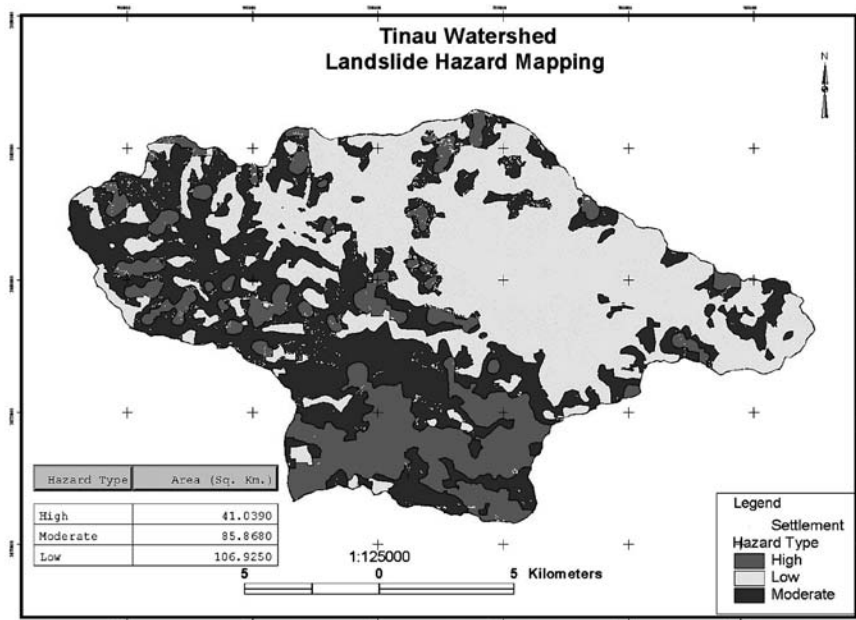 Tinau Watershed
Landslide Hazard Mapping
N
Hazard Type Area (Sq. Km.)
High 41.0390
Moderate 85.8680
Low 106.9250
1:125000
5 0 5 Kilometers
Legend
Settlement
Hazard Type
High
Low
Moderate